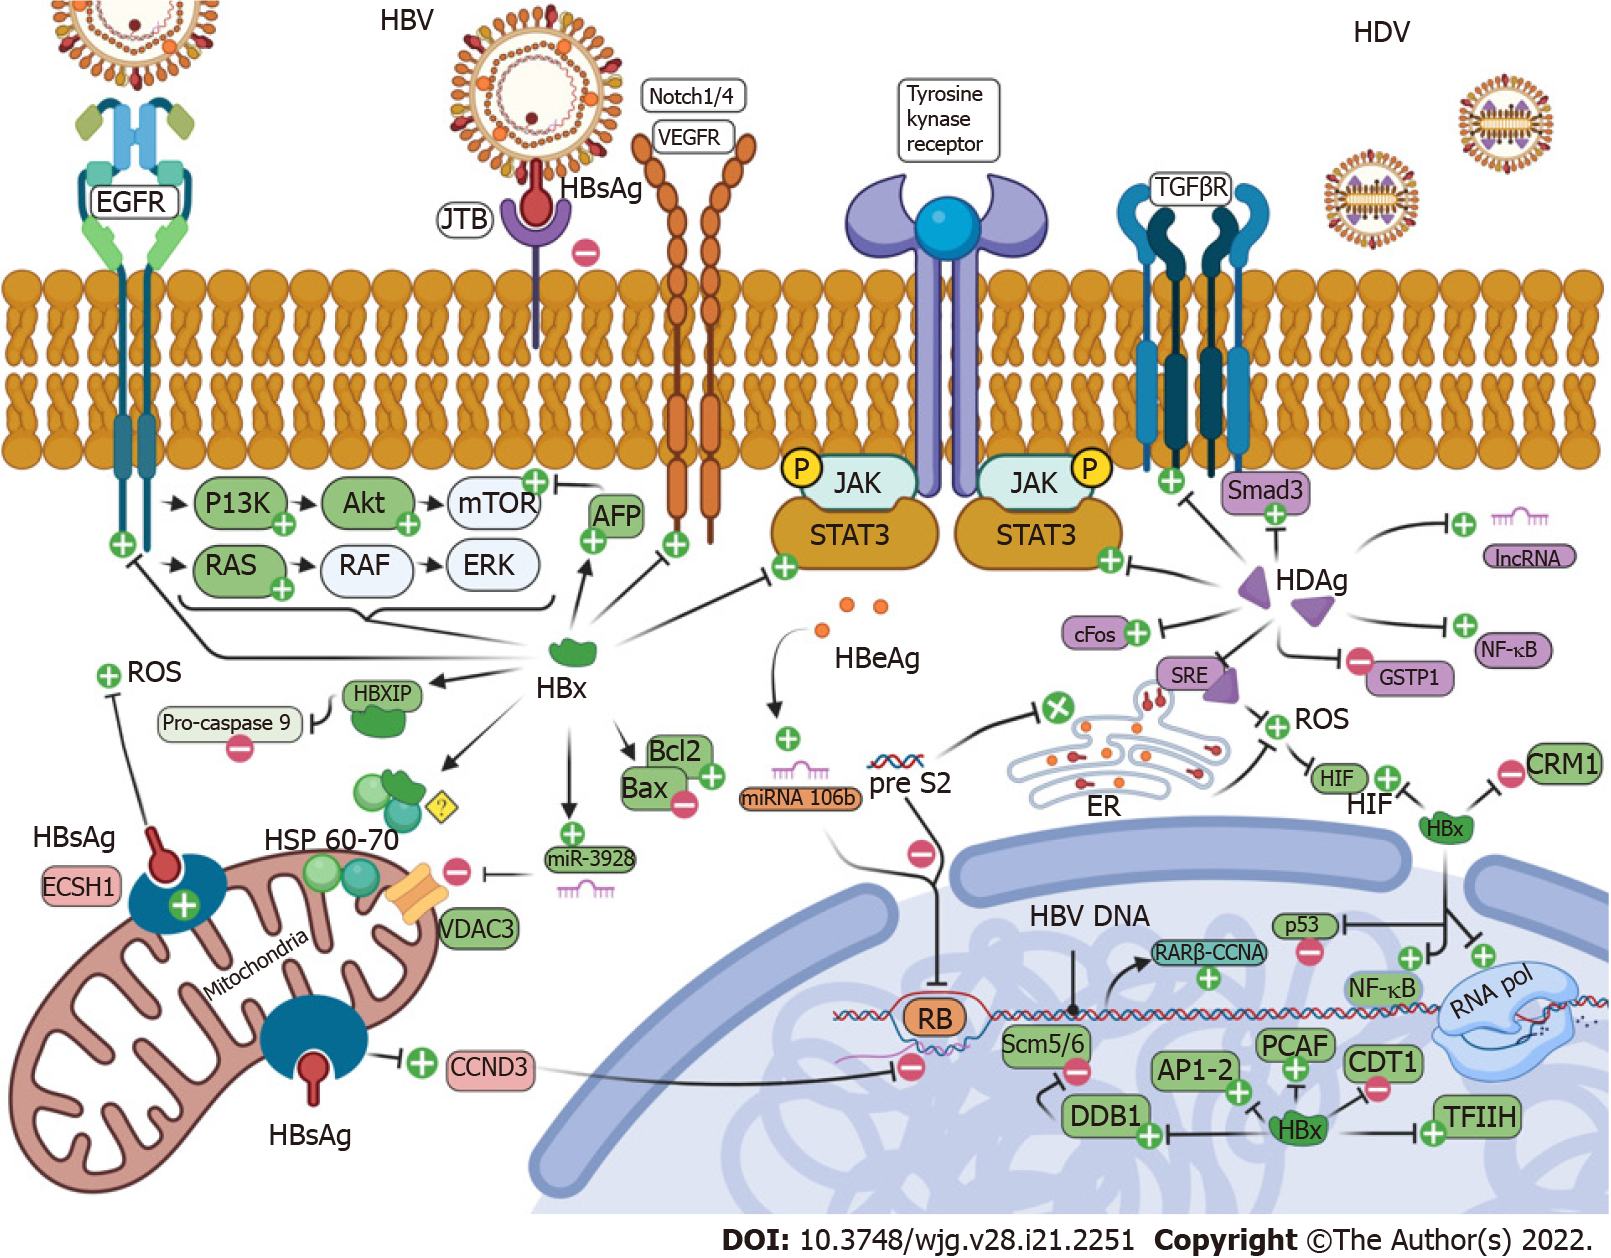 HBV
HDV
Notch1/4
VEGFR
Tyrosine
kynase
receptor
TGFβR
EGFR
HBsAg
JTB
P
JAK
JAK
P
P13K
Akt
mTOR
AFP
STAT3
STAT3
Smad3
lncRNA
RAS
RAF
ERK
HDAg
cFos
NF-κB
HBeAg
SRE
GSTP1
ROS
HBx
HBXIP
Pro-caspase 9
ROS
Bcl2
Bax
miRNA 106b
pre S2
ER
HIF
HIF
CRM1
HBx
?
HBsAg
HSP 60-70
miR-3928
ECSH1
VDAC3
Mitochondria
HBV DNA
p53
RARβ-CCNA
NF-κB
RNA pol
RB
Scm5/6
PCAF
CDT1
AP1-2
CCND3
DDB1
HBx
TFIIH
HBsAg
DOI: 10.3748/wjg.v28.i21.2251 Copyright ©The Author(s) 2022.